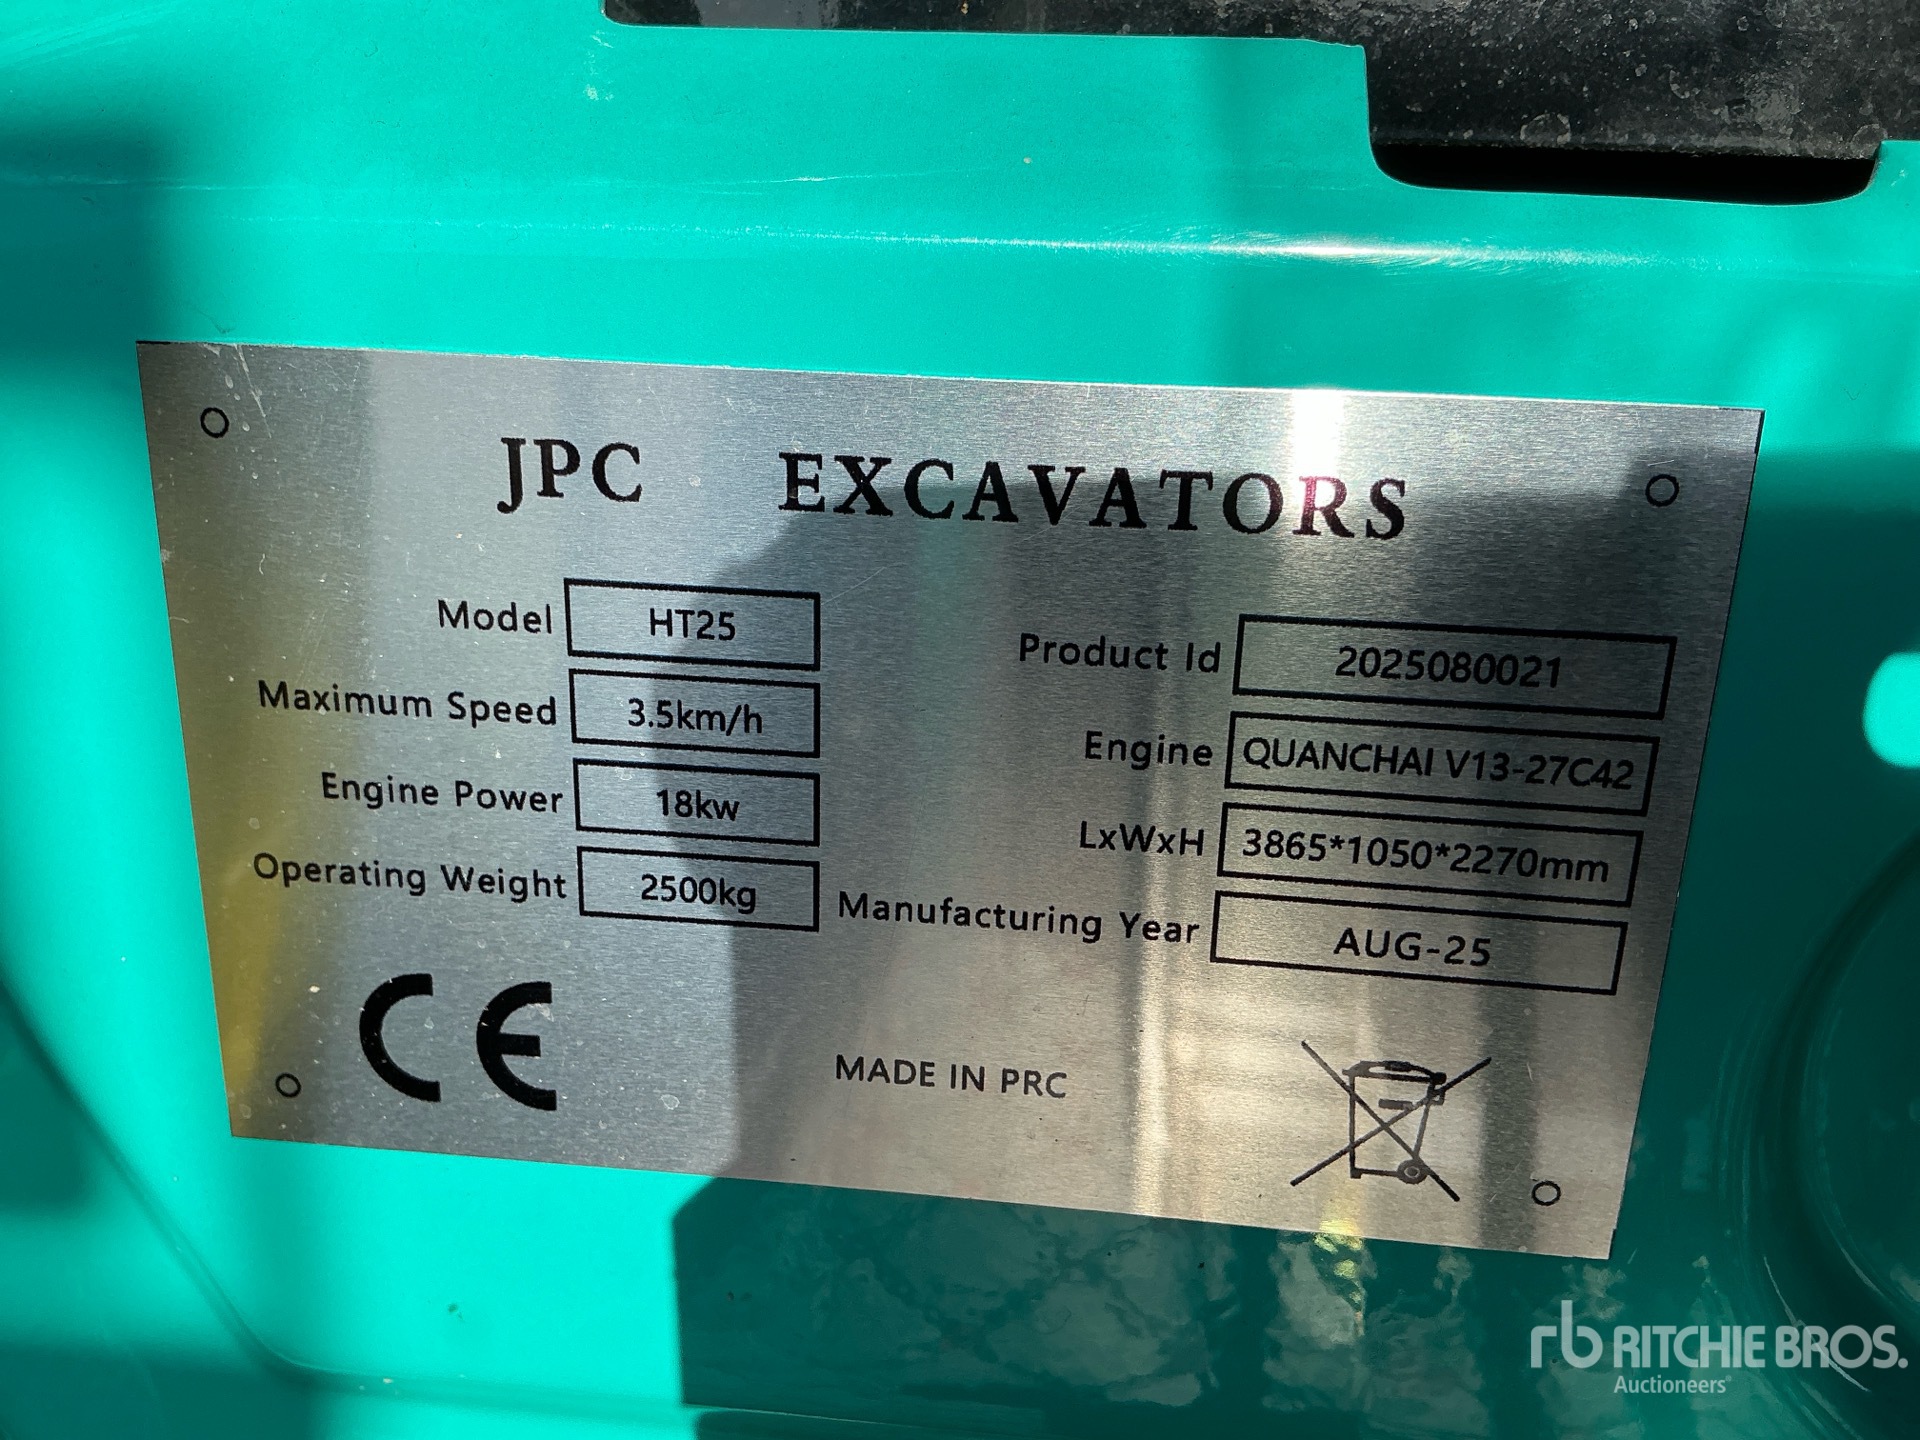 JPC EXCAVATORS
Model HT25
Maximum Speed 3.5km/h
Engine Power 18kw
Operating Weight 2500kg
Product Id 2025080021
Engine QUANCHAI V13-27C42
LxWxH 3865*1050*2270mm
Manufacturing Year AUG-25
CE
MADE IN PRC
rb RITCHIE BROS.
Auctioneers